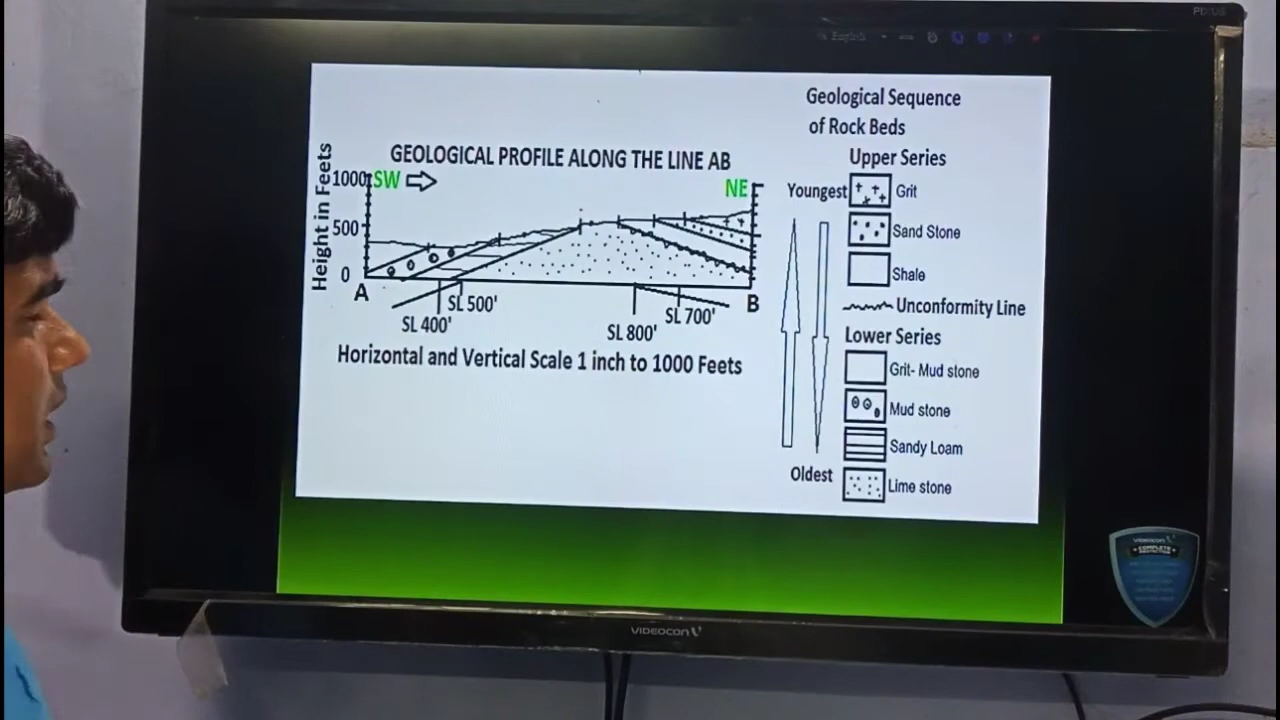 English
Geological Sequence
of Rock Beds
GEOLOGICAL PROFILE ALONG THE LINE AB
Height in Feets
1000
500
0
SW
NE
A
B
SL 400'
SL 500'
SL 800'
SL 700'
Horizontal and Vertical Scale 1 inch to 1000 Feets
Upper Series
Youngest
Grit
Sand Stone
Shale
Unconformity Line
Lower Series
Grit- Mud stone
Mud stone
Sandy Loam
Oldest
Lime stone
VIDEOCON
VIDEOCON
COMPLETE